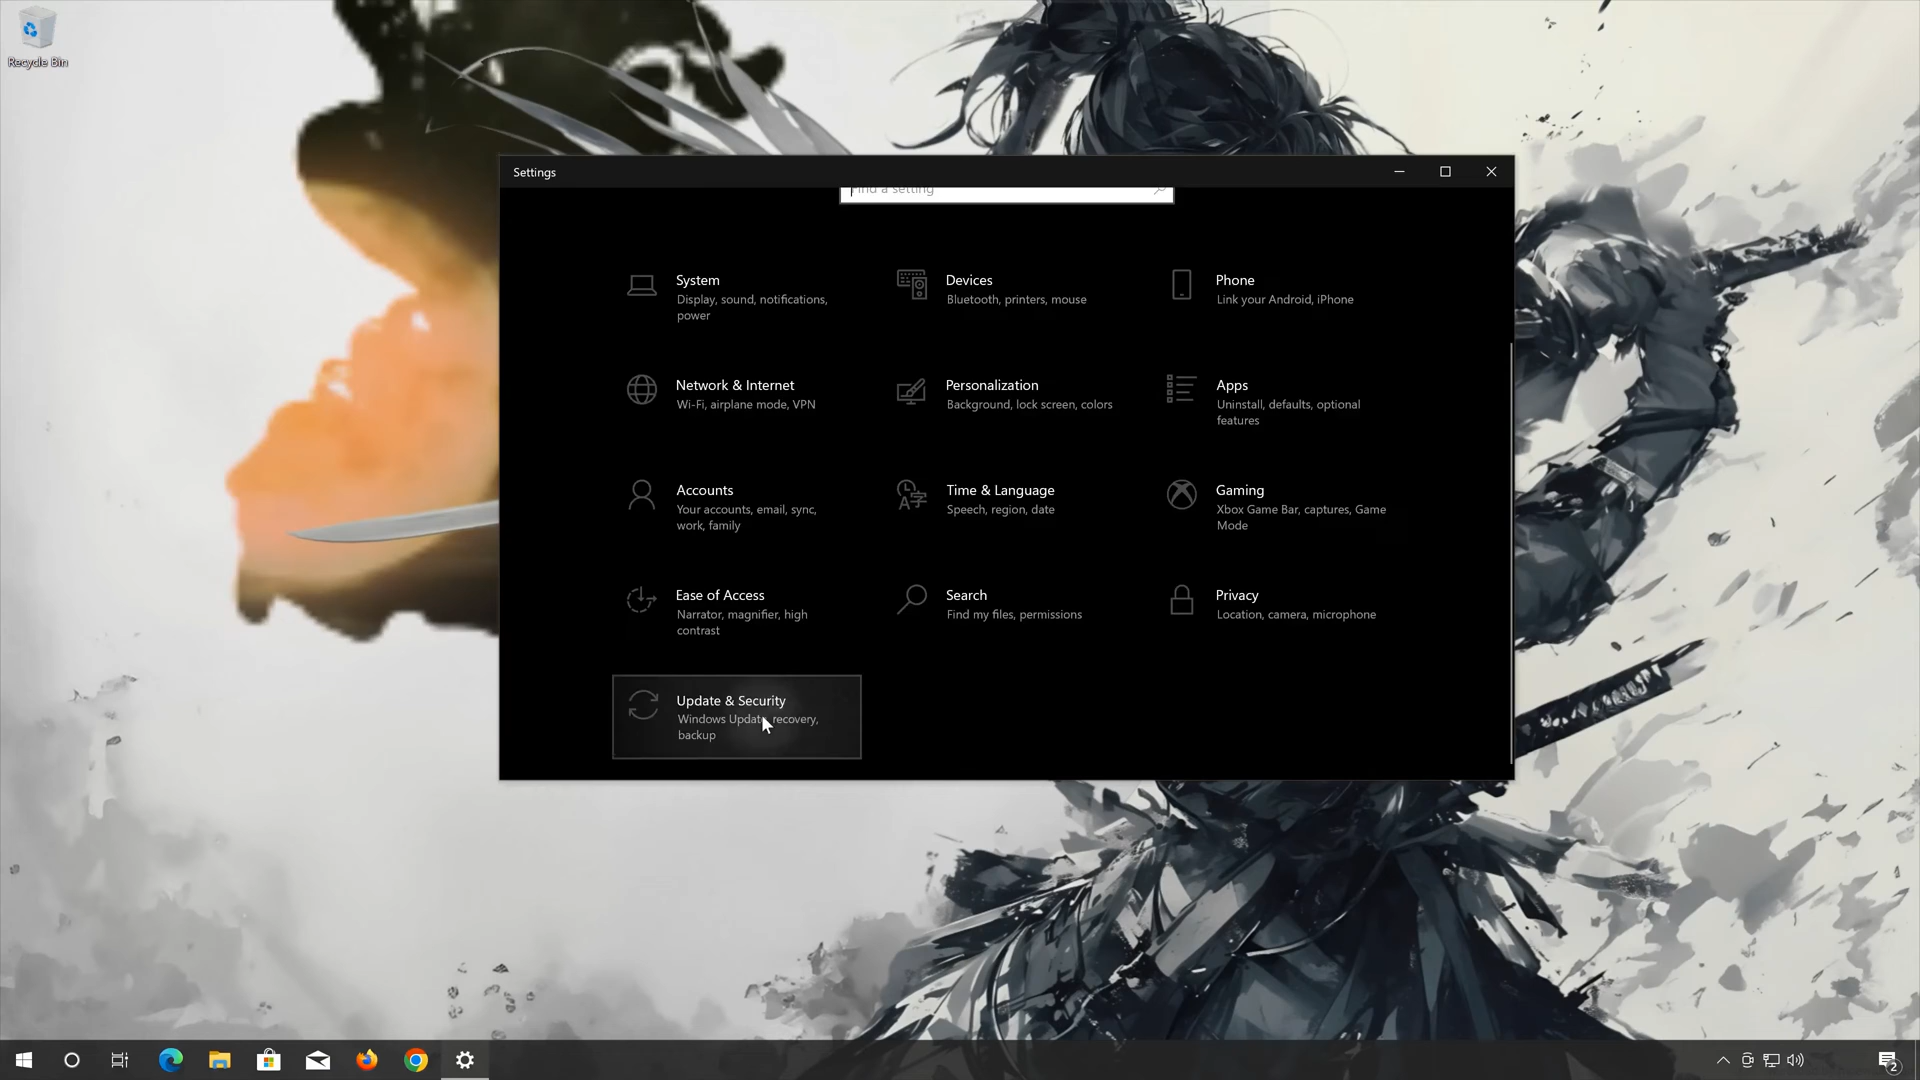 Recycle Bin
Settings
Find a setting
System
Display, sound, notifications,
power
Devices
Bluetooth, printers, mouse
Phone
Link your Android, iPhone
Network & Internet
Wi-Fi, airplane mode, VPN
Personalization
Background, lock screen, colors
Apps
Uninstall, defaults, optional
features
Accounts
Your accounts, email, sync,
work, family
Time & Language
Speech, region, date
Gaming
Xbox Game Bar, captures, Game
Mode
Ease of Access
Narrator, magnifier, high
contrast
Search
Find my files, permissions
Privacy
Location, camera, microphone
Update & Security
Windows Update, recovery,
backup
2